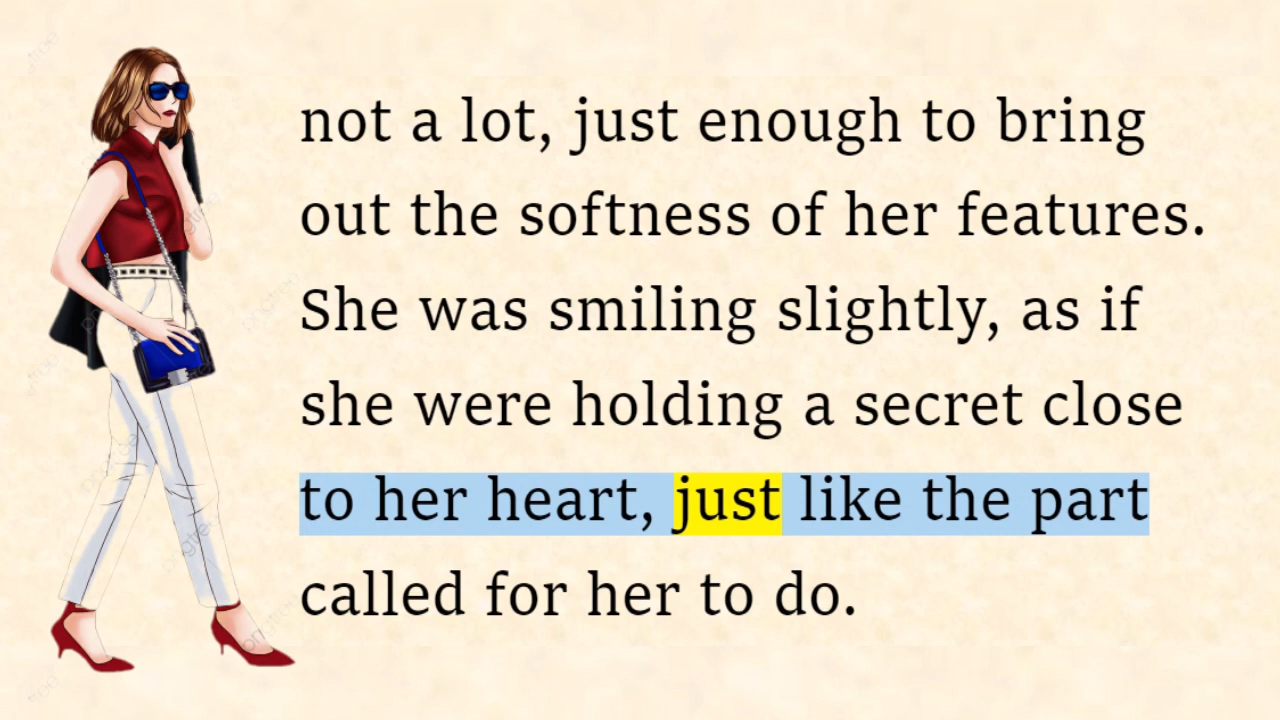 not a lot, just enough to bring
out the softness of her features.
She was smiling slightly, as if
she were holding a secret close
to her heart, just like the part
called for her to do.